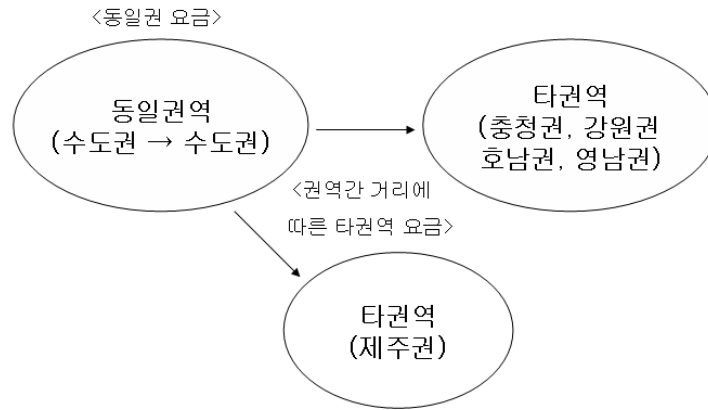 <동일권 요금>
동일권역
(수도권 → 수도권)
타권역
(충청권, 강원권
호남권, 영남권)
<권역간 거리에
따른 타권역 요금>
타권역
(제주권)